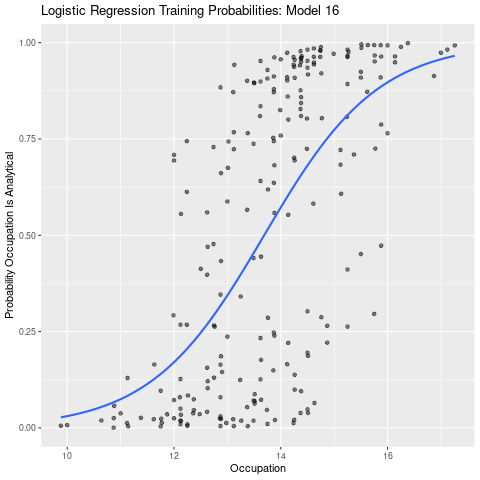 Logistic Regression Training Probabilities: Model 16
1.00
0.75
0.50
0.25
0.00
Probability Occupation Is Analytical
10 12 14 16
Occupation